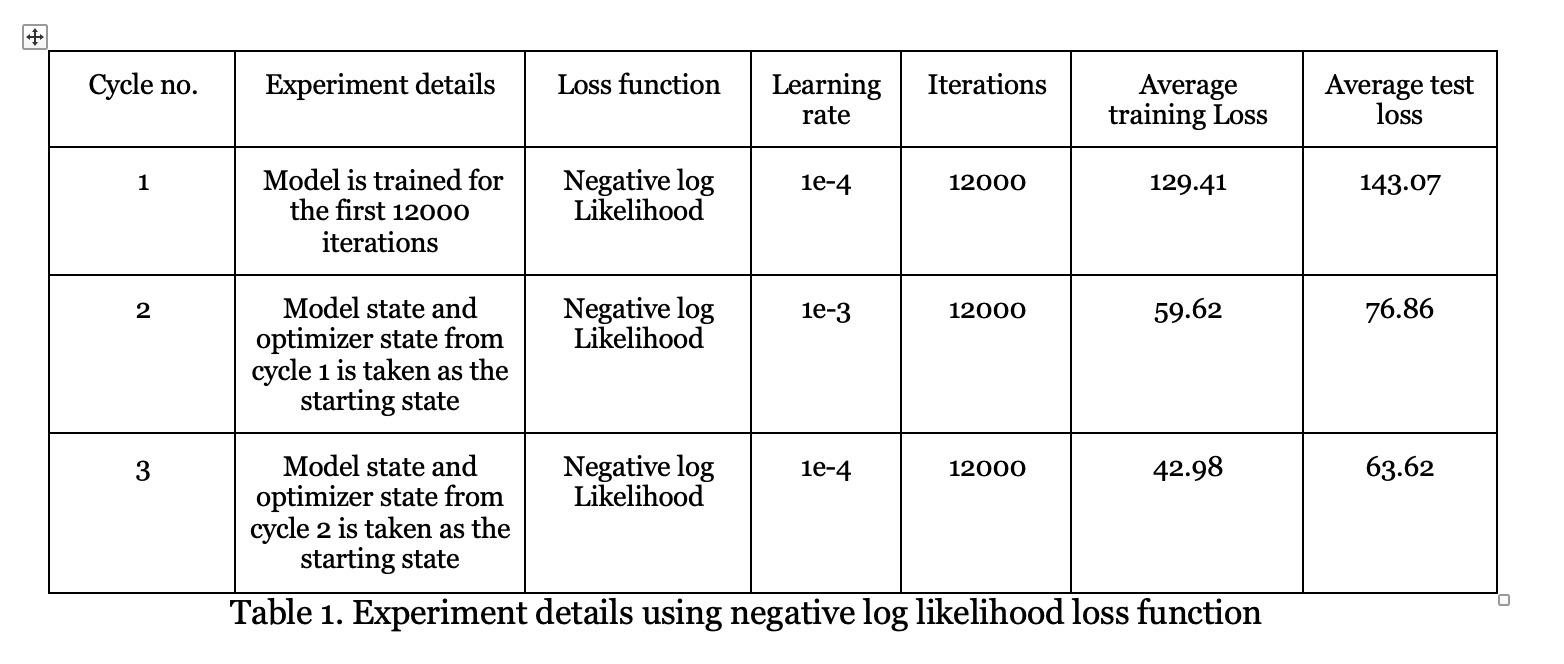 Cycle no.
Experiment details
Loss function
Learning
rate
Iterations
Average
training Loss
Average test
loss
1
Model is trained for
the first 12000
iterations
Negative log
Likelihood
1e-4
12000
129.41
143.07
2
Model state and
optimizer state from
cycle 1 is taken as the
starting state
Negative log
Likelihood
1e-3
12000
59.62
76.86
3
Model state and
optimizer state from
cycle 2 is taken as the
starting state
Negative log
Likelihood
1e-4
12000
42.98
63.62
Table 1. Experiment details using negative log likelihood loss function